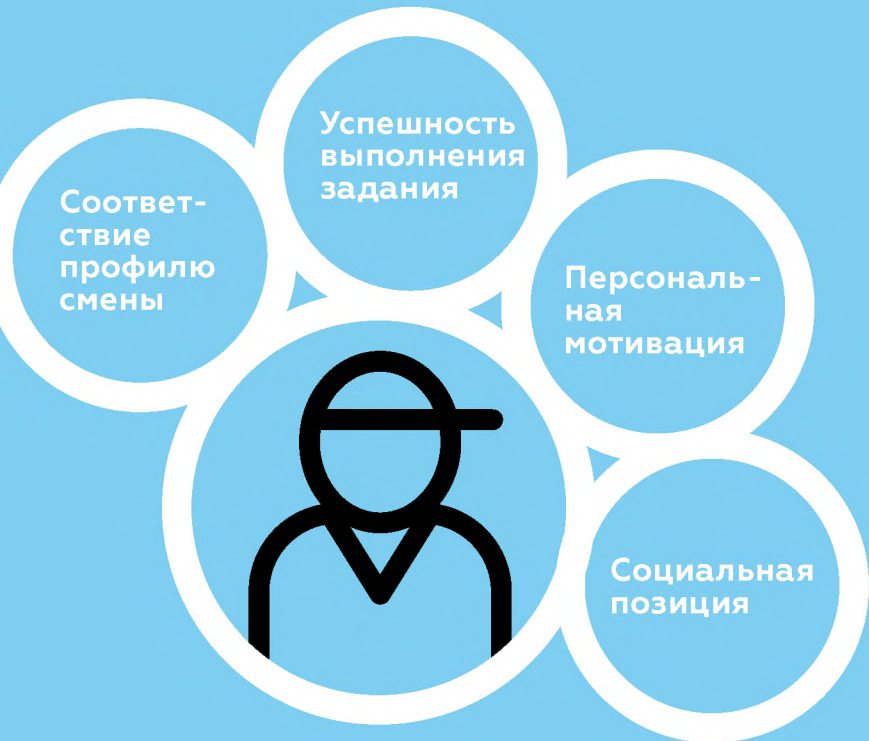 Соответ-
ствие
профилю
смены
Успешность
выполнения
задания
Персональ-
ная
мотивация
Социальная
позиция